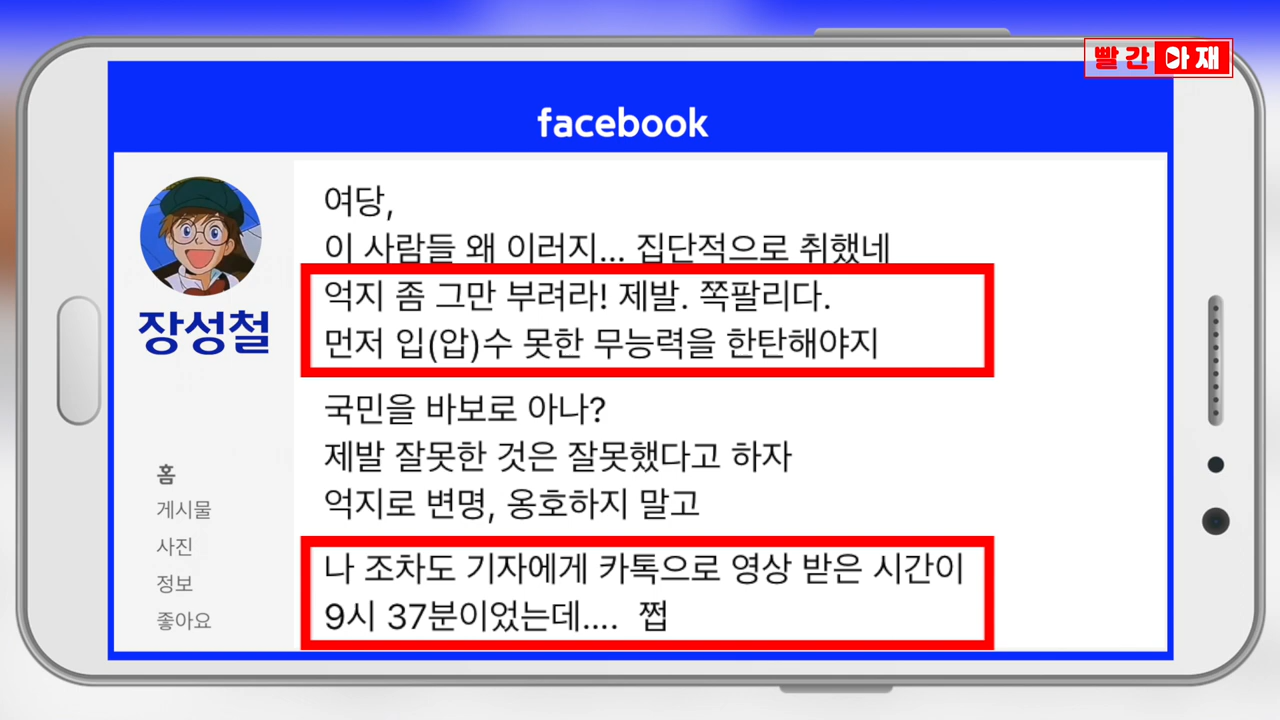 빨간아재
facebook
장성철
홈
게시물
사진
정보
좋아요
여당,
이 사람들 왜 이러지... 집단적으로 취했네
억지 좀 그만 부려라! 제발. 쪽팔리다.
먼저 입(압)수 못한 무능력을 한탄해야지
국민을 바보로 아나?
제발 잘못한 것은 잘못했다고 하자
억지로 변명, 옹호하지 말고
나 조차도 기자에게 카톡으로 영상 받은 시간이
9시 37분이었는데.... 쩝